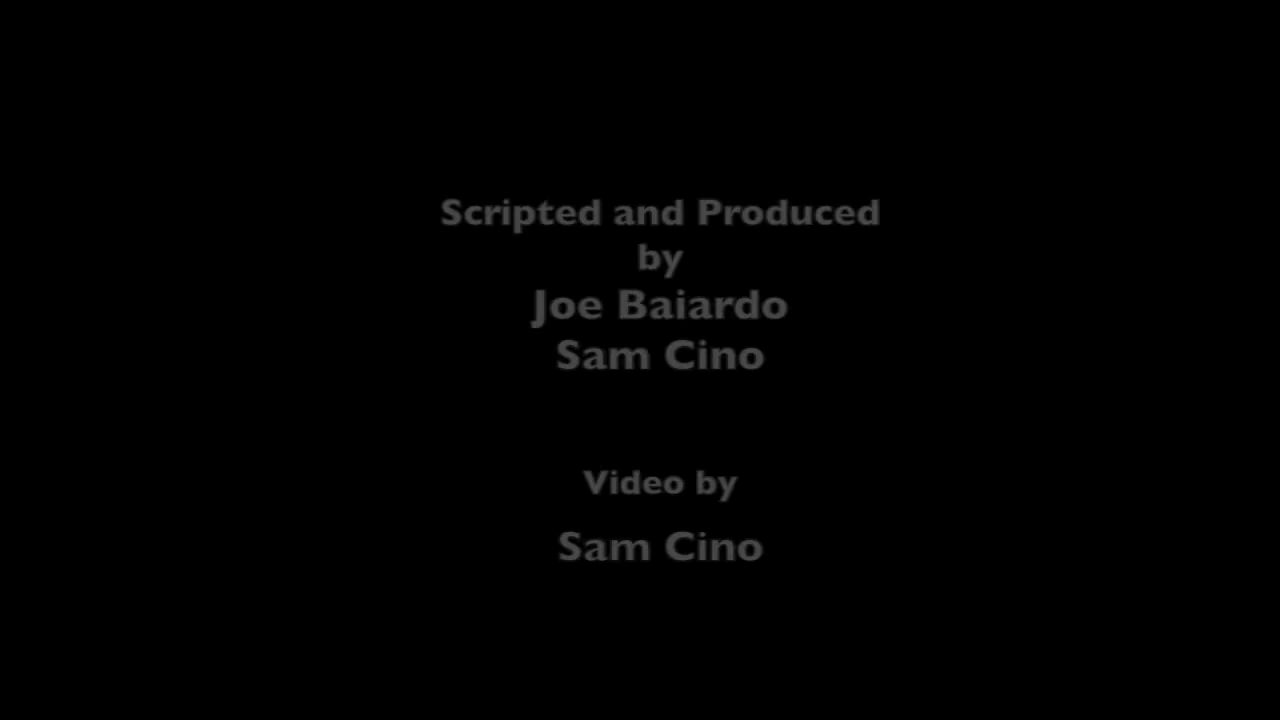 Scripted and Produced
by
Joe Baiardo
Sam Cino
Video by
Sam Cino